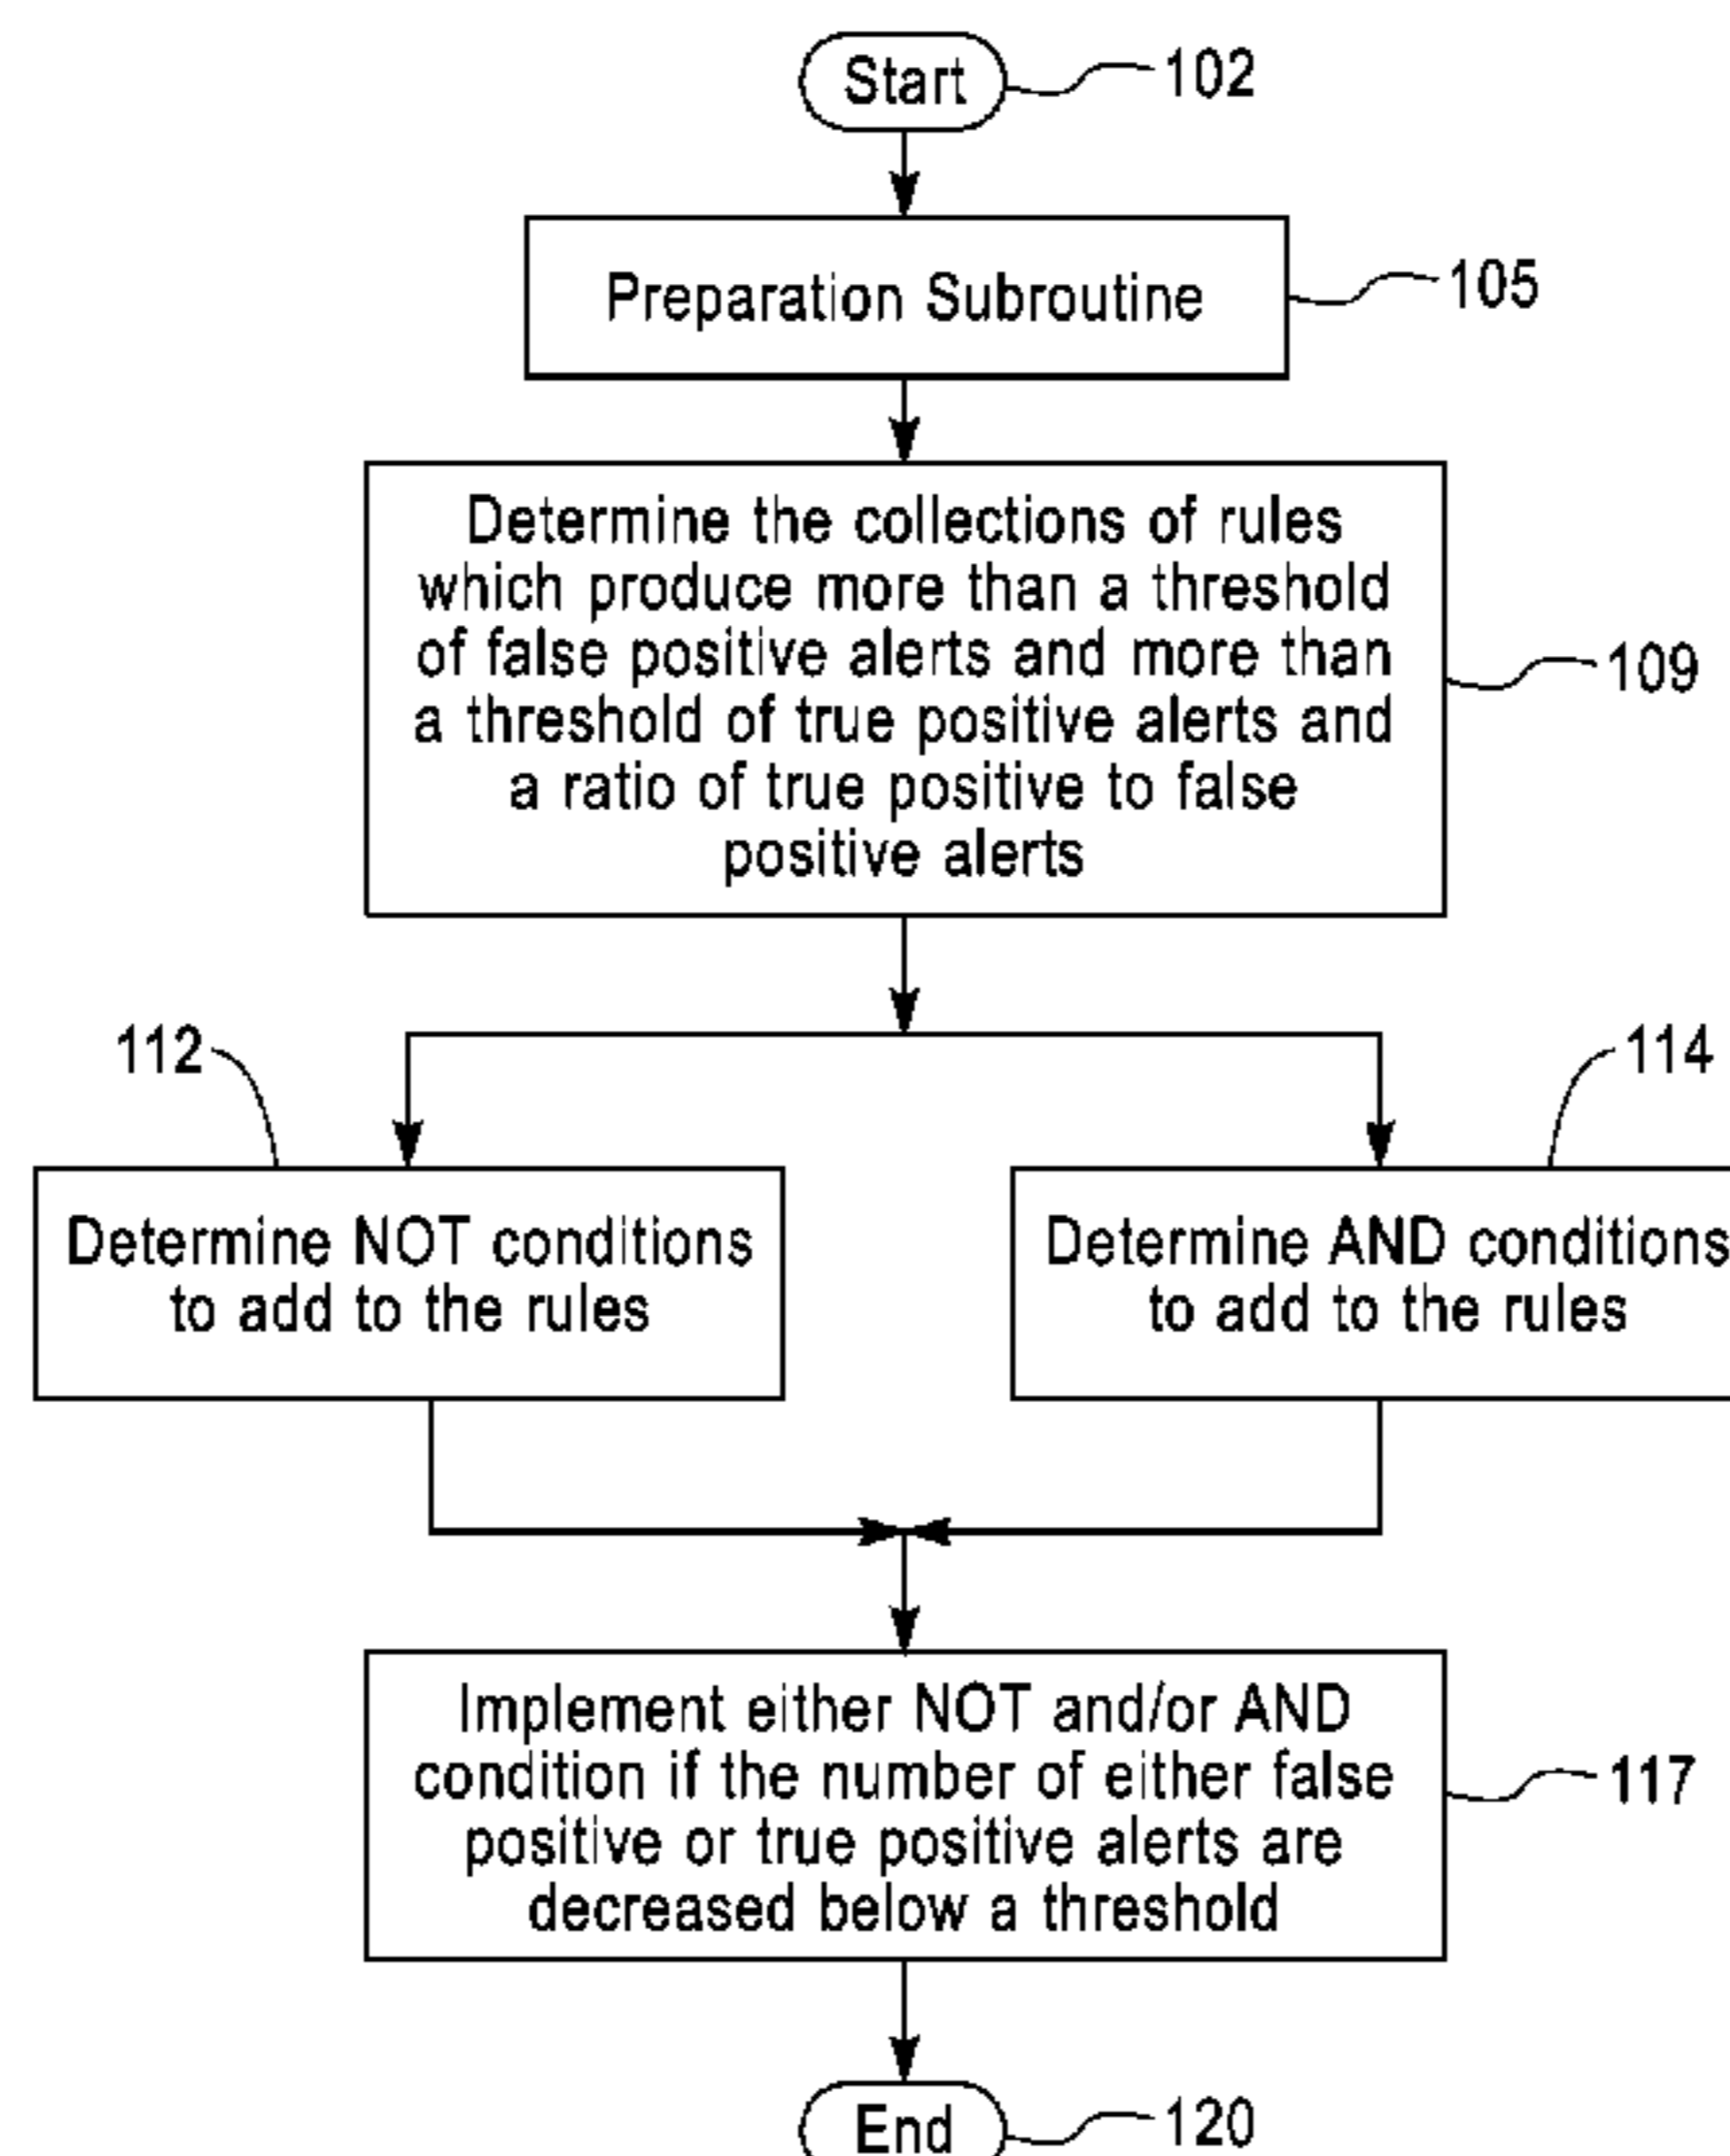 Start
102
Preparation Subroutine
105
Determine the collections of rules
which produce more than a threshold
of false positive alerts and more than
a threshold of true positive alerts and
a ratio of true positive to false
positive alerts
109
112
114
Determine NOT conditions
to add to the rules
Determine AND conditions
to add to the rules
Implement either NOT and/or AND
condition if the number of either false
positive or true positive alerts are
decreased below a threshold
117
End
120